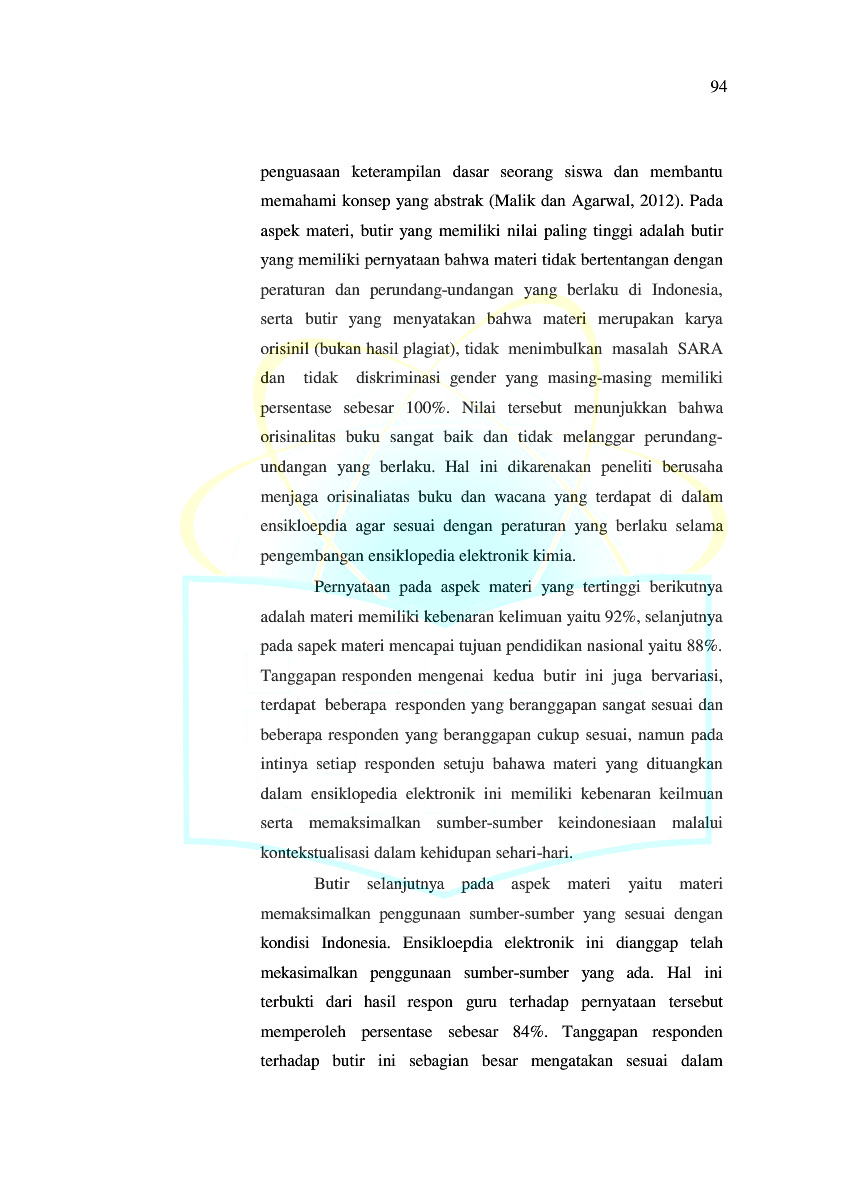 94
penguasaan keterampilan dasar seorang siswa dan membantu
memahami konsep yang abstrak (Malik dan Agarwal, 2012). Pada
aspek materi, butir yang memiliki nilai paling tinggi adalah butir
yang memiliki pernyataan bahwa materi tidak bertentangan dengan
peraturan dan perundang-undangan yang berlaku di Indonesia,
serta butir yang menyatakan bahwa materi merupakan karya
orisinil (bukan hasil plagiat), tidak menimbulkan masalah SARA
dan tidak diskriminasi gender yang masing-masing memiliki
persentase sebesar 100%. Nilai tersebut menunjukkan bahwa
orisinalitas buku sangat baik dan tidak melanggar perundang-
undangan yang berlaku. Hal ini dikarenakan peneliti berusaha
menjaga orisinaliatas buku dan wacana yang terdapat di dalam
ensikloepdia agar sesuai dengan peraturan yang berlaku selama
pengembangan ensiklopedia elektronik kimia.
Pernyataan pada aspek materi yang tertinggi berikutnya
adalah materi memiliki kebenaran kelimuan yaitu 92%, selanjutnya
pada sapek materi mencapai tujuan pendidikan nasional yaitu 88%.
Tanggapan responden mengenai kedua butir ini juga bervariasi,
terdapat beberapa responden yang beranggapan sangat sesuai dan
beberapa responden yang beranggapan cukup sesuai, namun pada
intinya setiap responden setuju bahawa materi yang dituangkan
dalam ensiklopedia elektronik ini memiliki kebenaran keilmuan
serta memaksimalkan sumber-sumber keindonesiaan malalui
kontekstualisasi dalam kehidupan sehari-hari.
Butir selanjutnya pada aspek materi yaitu materi
memaksimalkan penggunaan sumber-sumber yang sesuai dengan
kondisi Indonesia. Ensikloepdia elektronik ini dianggap telah
mekasimalkan penggunaan sumber-sumber yang ada. Hal ini
terbukti dari hasil respon guru terhadap pernyataan tersebut
memperoleh persentase sebesar 84%. Tanggapan responden
terhadap butir ini sebagian besar mengatakan sesuai dalam